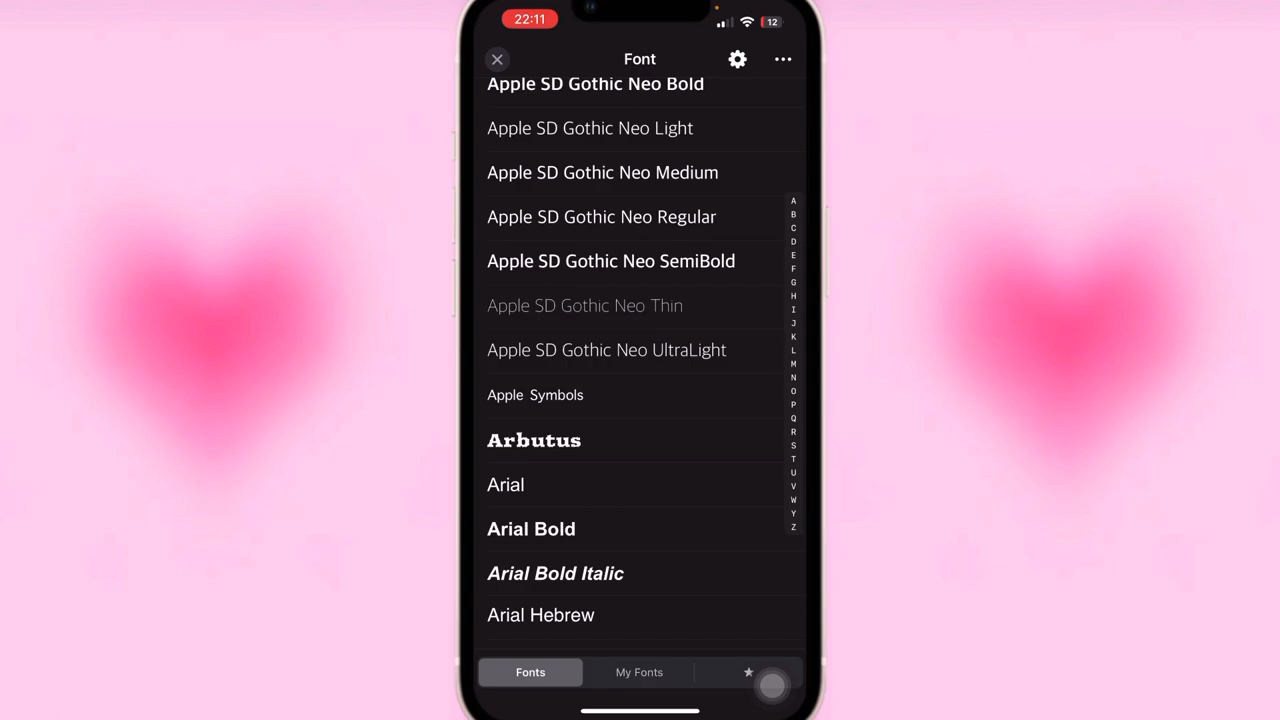 22:11
12
Font
Apple SD Gothic Neo Bold
Apple SD Gothic Neo Light
Apple SD Gothic Neo Medium
Apple SD Gothic Neo Regular
Apple SD Gothic Neo SemiBold
Apple SD Gothic Neo Thin
Apple SD Gothic Neo UltraLight
Apple Symbols
Arbutus
Arial
Arial Bold
Arial Bold Italic
Arial Hebrew
A
B
C
D
E
F
G
H
I
J
K
L
M
N
O
P
Q
R
S
T
U
V
W
Y
Z
Fonts
My Fonts